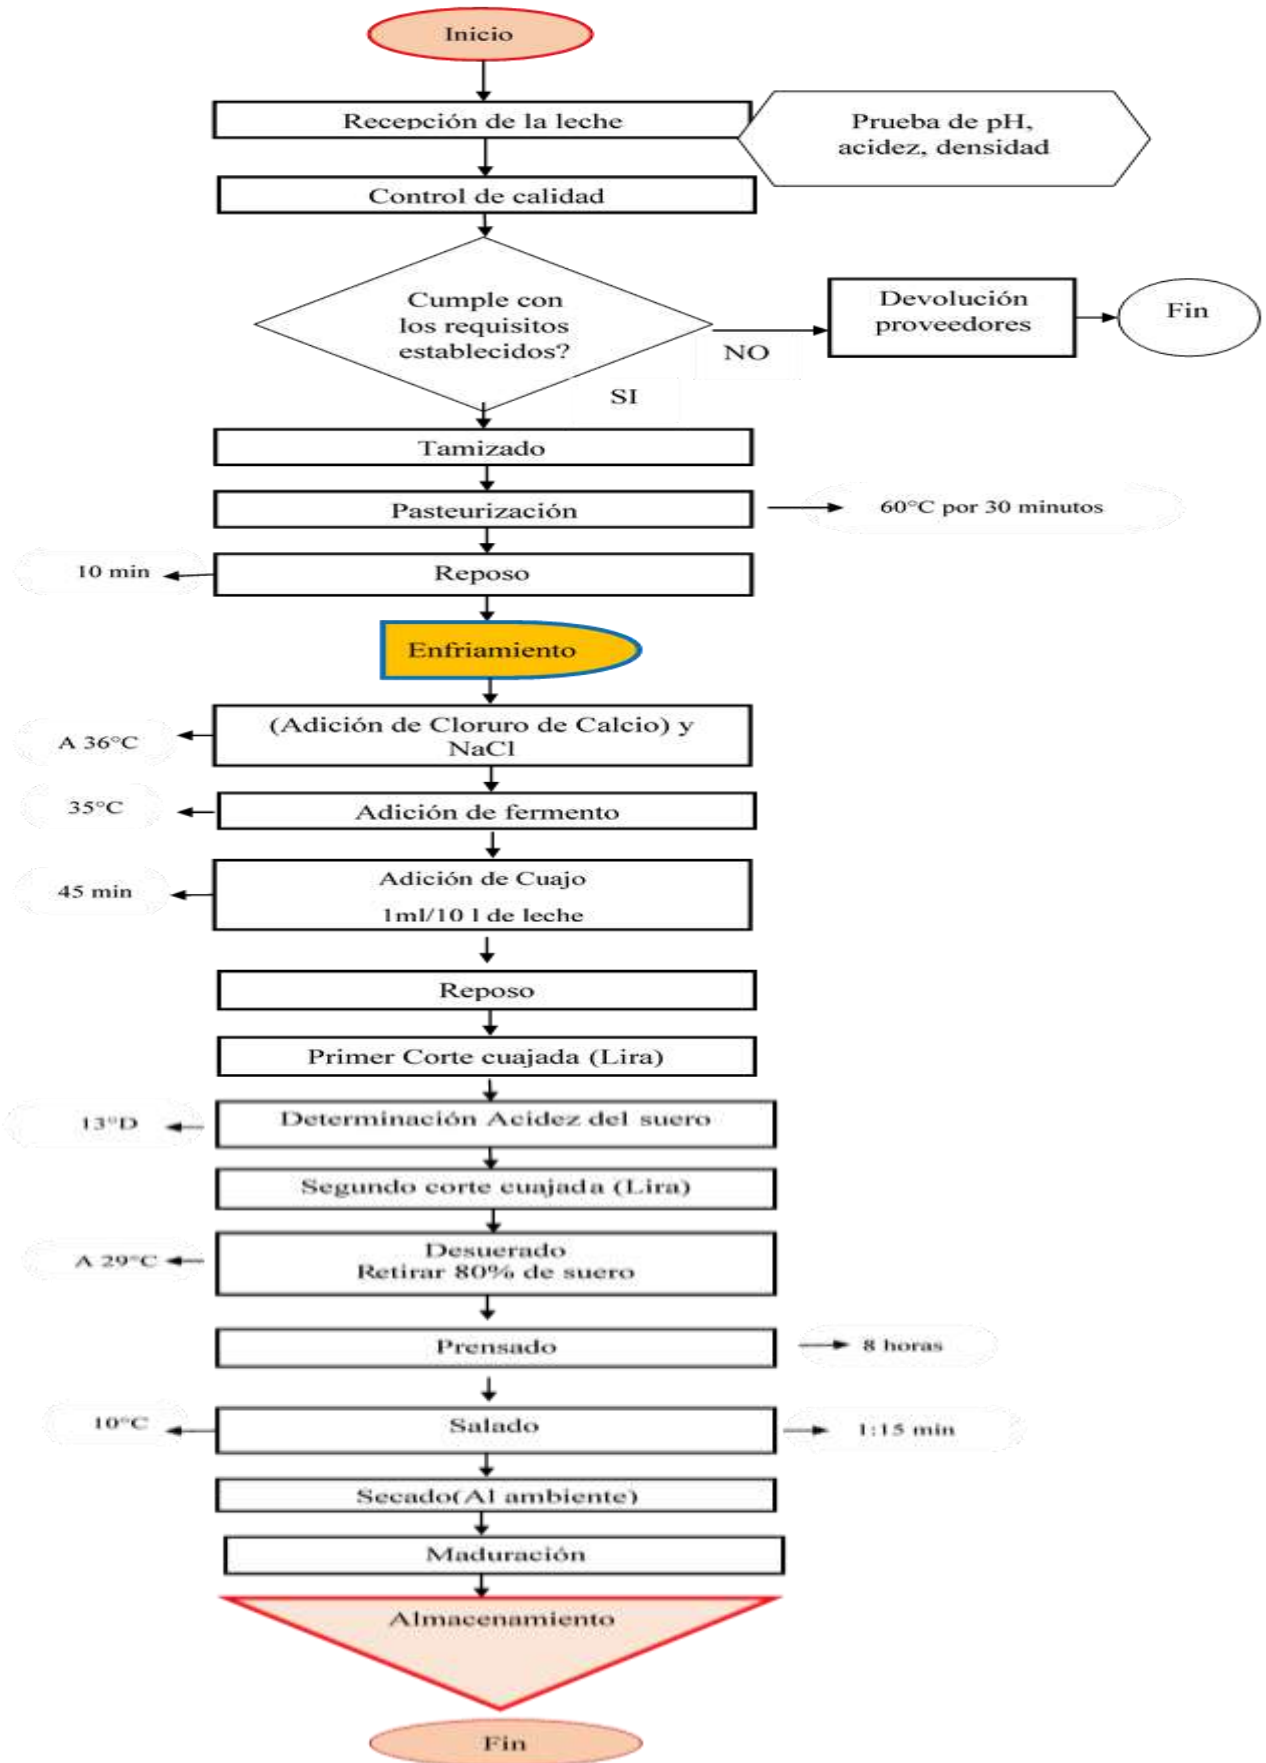 Inicio
Recepción de la leche
Prueba de pH,
acidez, densidad
Control de calidad
Cumple con
los requisitos
establecidos?
NO
Devolución
proveedores
Fin
SI
Tamizado
Pasteurización
60°C por 30 minutos
10 min
Reposo
Enfriamiento
A 36°C
(Adición de Cloruro de Calcio) y
NaCl
35°C
Adición de fermento
45 min
Adición de Cuajo
1ml/10 l de leche
Reposo
Primer Corte cuajada (Lira)
13°D
Determinación Acidez del suero
Segundo corte cuajada (Lira)
A 29°C
Desuerado
Retirar 80% de suero
Prensado
8 horas
10°C
Salado
1:15 min
Secado(Al ambiente)
Maduración
Almacenamiento
Fin